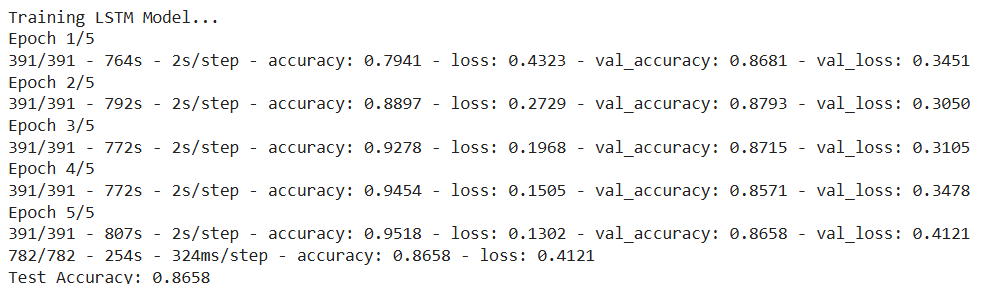 Training LSTM Model...
Epoch 1/5
391/391 - 764s - 2s/step - accuracy: 0.7941 - loss: 0.4323 - val_accuracy: 0.8681 - val_loss: 0.3451
Epoch 2/5
391/391 - 792s - 2s/step - accuracy: 0.8897 - loss: 0.2729 - val_accuracy: 0.8793 - val_loss: 0.3050
Epoch 3/5
391/391 - 772s - 2s/step - accuracy: 0.9278 - loss: 0.1968 - val_accuracy: 0.8715 - val_loss: 0.3105
Epoch 4/5
391/391 - 772s - 2s/step - accuracy: 0.9454 - loss: 0.1505 - val_accuracy: 0.8571 - val_loss: 0.3478
Epoch 5/5
391/391 - 807s - 2s/step - accuracy: 0.9518 - loss: 0.1302 - val_accuracy: 0.8658 - val_loss: 0.4121
782/782 - 254s - 324ms/step - accuracy: 0.8658 - loss: 0.4121
Test Accuracy: 0.8658